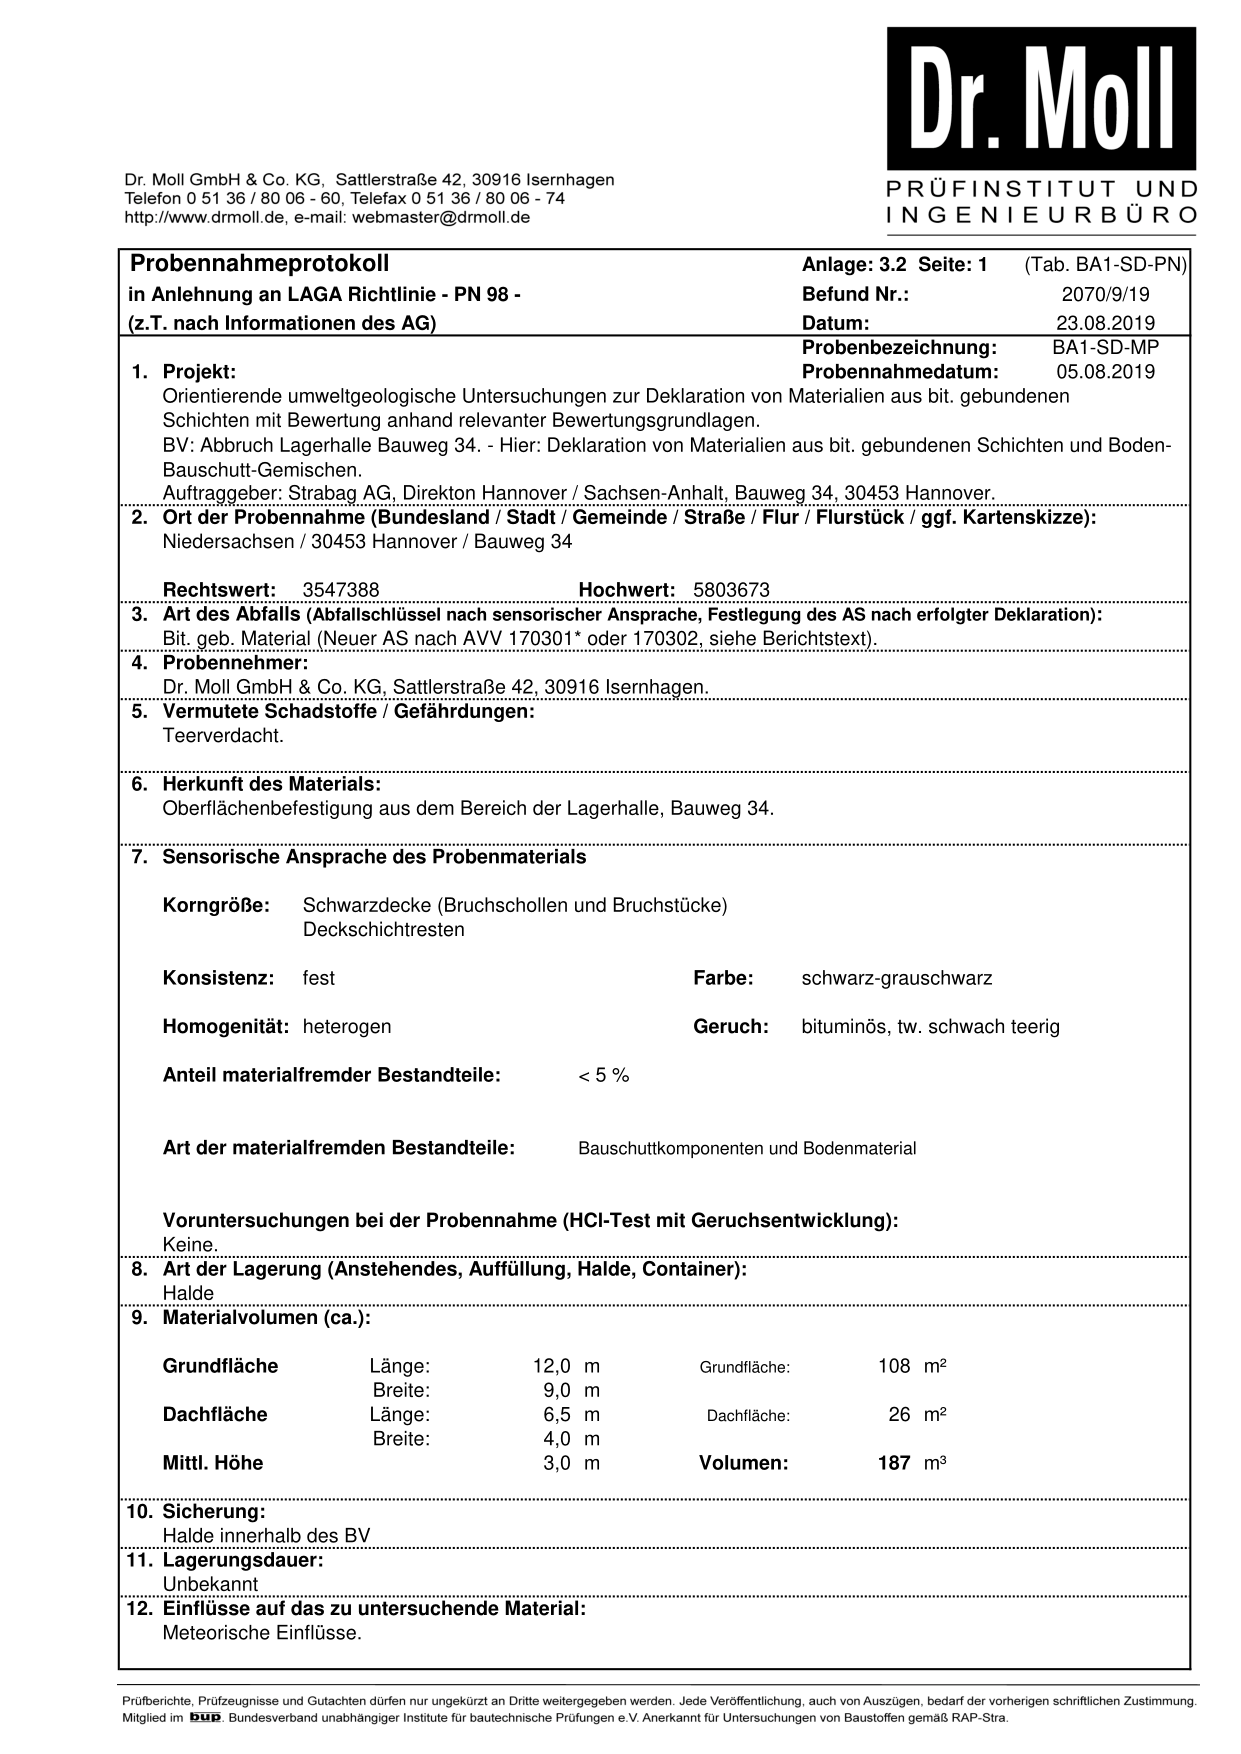 Dr. Moll
PRÜFINSTITUT UND
INGENIEURBÜRO
Dr. Moll GmbH & Co. KG, Sattlerstraße 42, 30916 Isernhagen
Telefon 0 51 36 / 80 06 - 60, Telefax 0 51 36 / 80 06 - 74
http://www.drmoll.de, e-mail: webmaster@drmoll.de
Probennahmeprotokoll Anlage: 3.2 Seite: 1 (Tab. BA1-SD-PN)
in Anlehnung an LAGA Richtlinie - PN 98 - Befund Nr.: 2070/9/19
(z.T. nach Informationen des AG) Datum: 23.08.2019
Probenbezeichnung: BA1-SD-MP
1. Projekt: Probennahmedatum: 05.08.2019
Orientierende umweltgeologische Untersuchungen zur Deklaration von Materialien aus bit. gebundenen
Schichten mit Bewertung anhand relevanter Bewertungsgrundlagen.
BV: Abbruch Lagerhalle Bauweg 34. - Hier: Deklaration von Materialien aus bit. gebundenen Schichten und Boden-
Bauschutt-Gemischen.
Auftraggeber: Strabag AG, Direkton Hannover / Sachsen-Anhalt, Bauweg 34, 30453 Hannover.
2. Ort der Probennahme (Bundesland / Stadt / Gemeinde / Straße / Flur / Flurstück / ggf. Kartenskizze):
Niedersachsen / 30453 Hannover / Bauweg 34
Rechtswert: 3547388 Hochwert: 5803673
3. Art des Abfalls (Abfallschlüssel nach sensorischer Ansprache, Festlegung des AS nach erfolgter Deklaration):
Bit. geb. Material (Neuer AS nach AVV 170301* oder 170302, siehe Berichtstext).
4. Probennehmer:
Dr. Moll GmbH & Co. KG, Sattlerstraße 42, 30916 Isernhagen.
5. Vermutete Schadstoffe / Gefährdungen:
Teerverdacht.
6. Herkunft des Materials:
Oberflächenbefestigung aus dem Bereich der Lagerhalle, Bauweg 34.
7. Sensorische Ansprache des Probenmaterials
Korngröße: Schwarzdecke (Bruchschollen und Bruchstücke)
Deckschichtresten
Konsistenz: fest Farbe: schwarz-grauschwarz
Homogenität: heterogen Geruch: bituminös, tw. schwach teerig
Anteil materialfremder Bestandteile: < 5 %
Art der materialfremden Bestandteile: Bauschuttkomponenten und Bodenmaterial
Voruntersuchungen bei der Probennahme (HCl-Test mit Geruchsentwicklung):
Keine.
8. Art der Lagerung (Anstehendes, Auffüllung, Halde, Container):
Halde
9. Materialvolumen (ca.):
Grundfläche Länge: 12,0 m Grundfläche: 108 m²
Breite: 9,0 m
Dachfläche Länge: 6,5 m Dachfläche: 26 m²
Breite: 4,0 m
Mittl. Höhe 3,0 m Volumen: 187 m³
10. Sicherung:
Halde innerhalb des BV
11. Lagerungsdauer:
Unbekannt
12. Einflüsse auf das zu untersuchende Material:
Meteorische Einflüsse.
Prüfberichte, Prüfzeugnisse und Gutachten dürfen nur ungekürzt an Dritte weitergegeben werden. Jede Veröffentlichung, auch von Auszügen, bedarf der vorherigen schriftlichen Zustimmung.
Mitglied im bup. Bundesverband unabhängiger Institute für bautechnische Prüfungen e.V. Anerkannt für Untersuchungen von Baustoffen gemäß RAP-Stra.